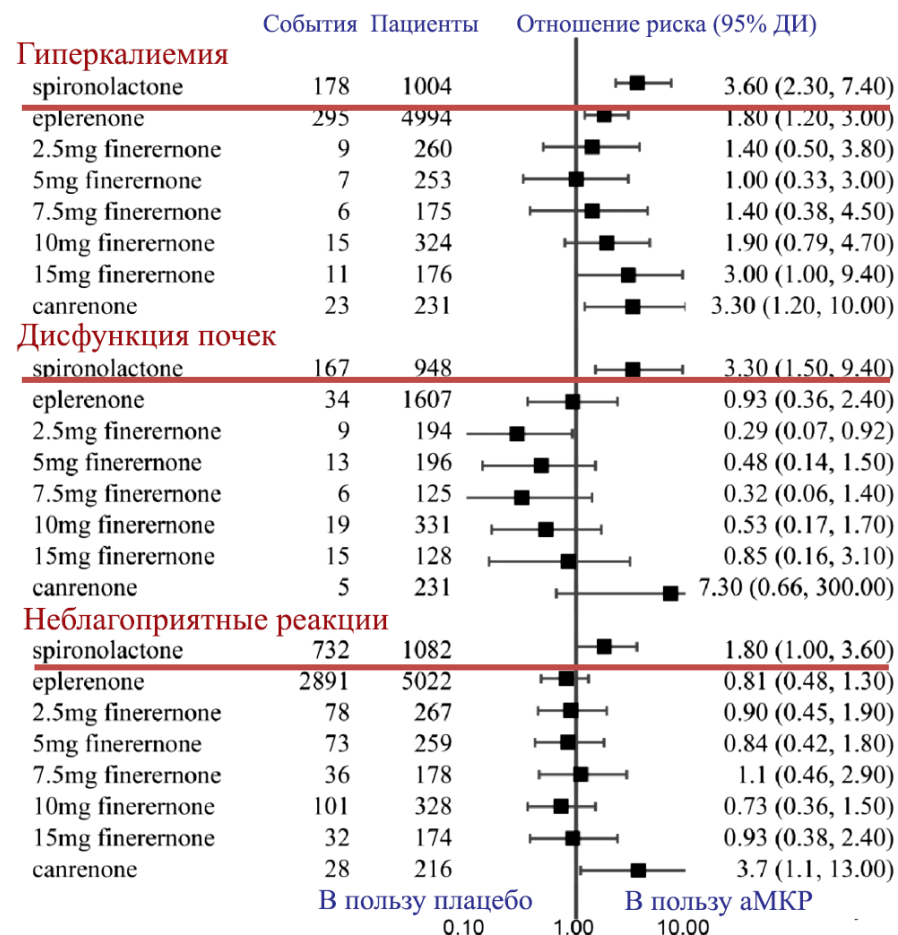 События Пациенты Отношение риска (95% ДИ)
Гиперкалиемия
spironolactone 178 1004 3.60 (2.30, 7.40)
eplerenone 295 4994 1.80 (1.20, 3.00)
2.5mg finerernone 9 260 1.40 (0.50, 3.80)
5mg finerernone 7 253 1.00 (0.33, 3.00)
7.5mg finerernone 6 175 1.40 (0.38, 4.50)
10mg finerernone 15 324 1.90 (0.79, 4.70)
15mg finerernone 11 176 3.00 (1.00, 9.40)
canrenone 23 231 3.30 (1.20, 10.00)
Дисфункция почек
spironolactone 167 948 3.30 (1.50, 9.40)
eplerenone 34 1607 0.93 (0.36, 2.40)
2.5mg finerernone 9 194 0.29 (0.07, 0.92)
5mg finerernone 13 196 0.48 (0.14, 1.50)
7.5mg finerernone 6 125 0.32 (0.06, 1.40)
10mg finerernone 19 331 0.53 (0.17, 1.70)
15mg finerernone 15 128 0.85 (0.16, 3.10)
canrenone 5 231 7.30 (0.66, 300.00)
Неблагоприятные реакции
spironolactone 732 1082 1.80 (1.00, 3.60)
eplerenone 2891 5022 0.81 (0.48, 1.30)
2.5mg finerernone 78 267 0.90 (0.45, 1.90)
5mg finerernone 73 259 0.84 (0.42, 1.80)
7.5mg finerernone 36 178 1.1 (0.46, 2.90)
10mg finerernone 101 328 0.73 (0.36, 1.50)
15mg finerernone 32 174 0.93 (0.38, 2.40)
canrenone 28 216 3.7 (1.1, 13.00)
В пользу плацебо В пользу аМКР
0.10 1.00 10.00